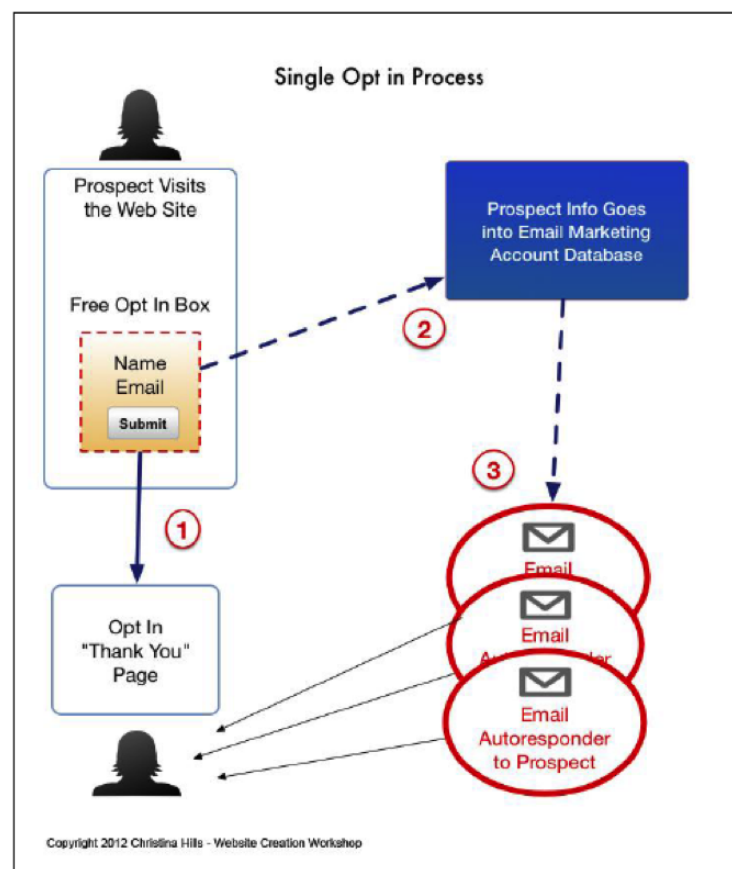 Single Opt in Process
Prospect Visits
the Web Site
Free Opt In Box
Name
Email
Submit
Prospect Info Goes
into Email Marketing
Account Database
2
1
3
Opt In
"Thank You"
Page
Email
Email
Email
Autoresponder
to Prospect
Copyright 2012 Christina Hills - Website Creation Workshop